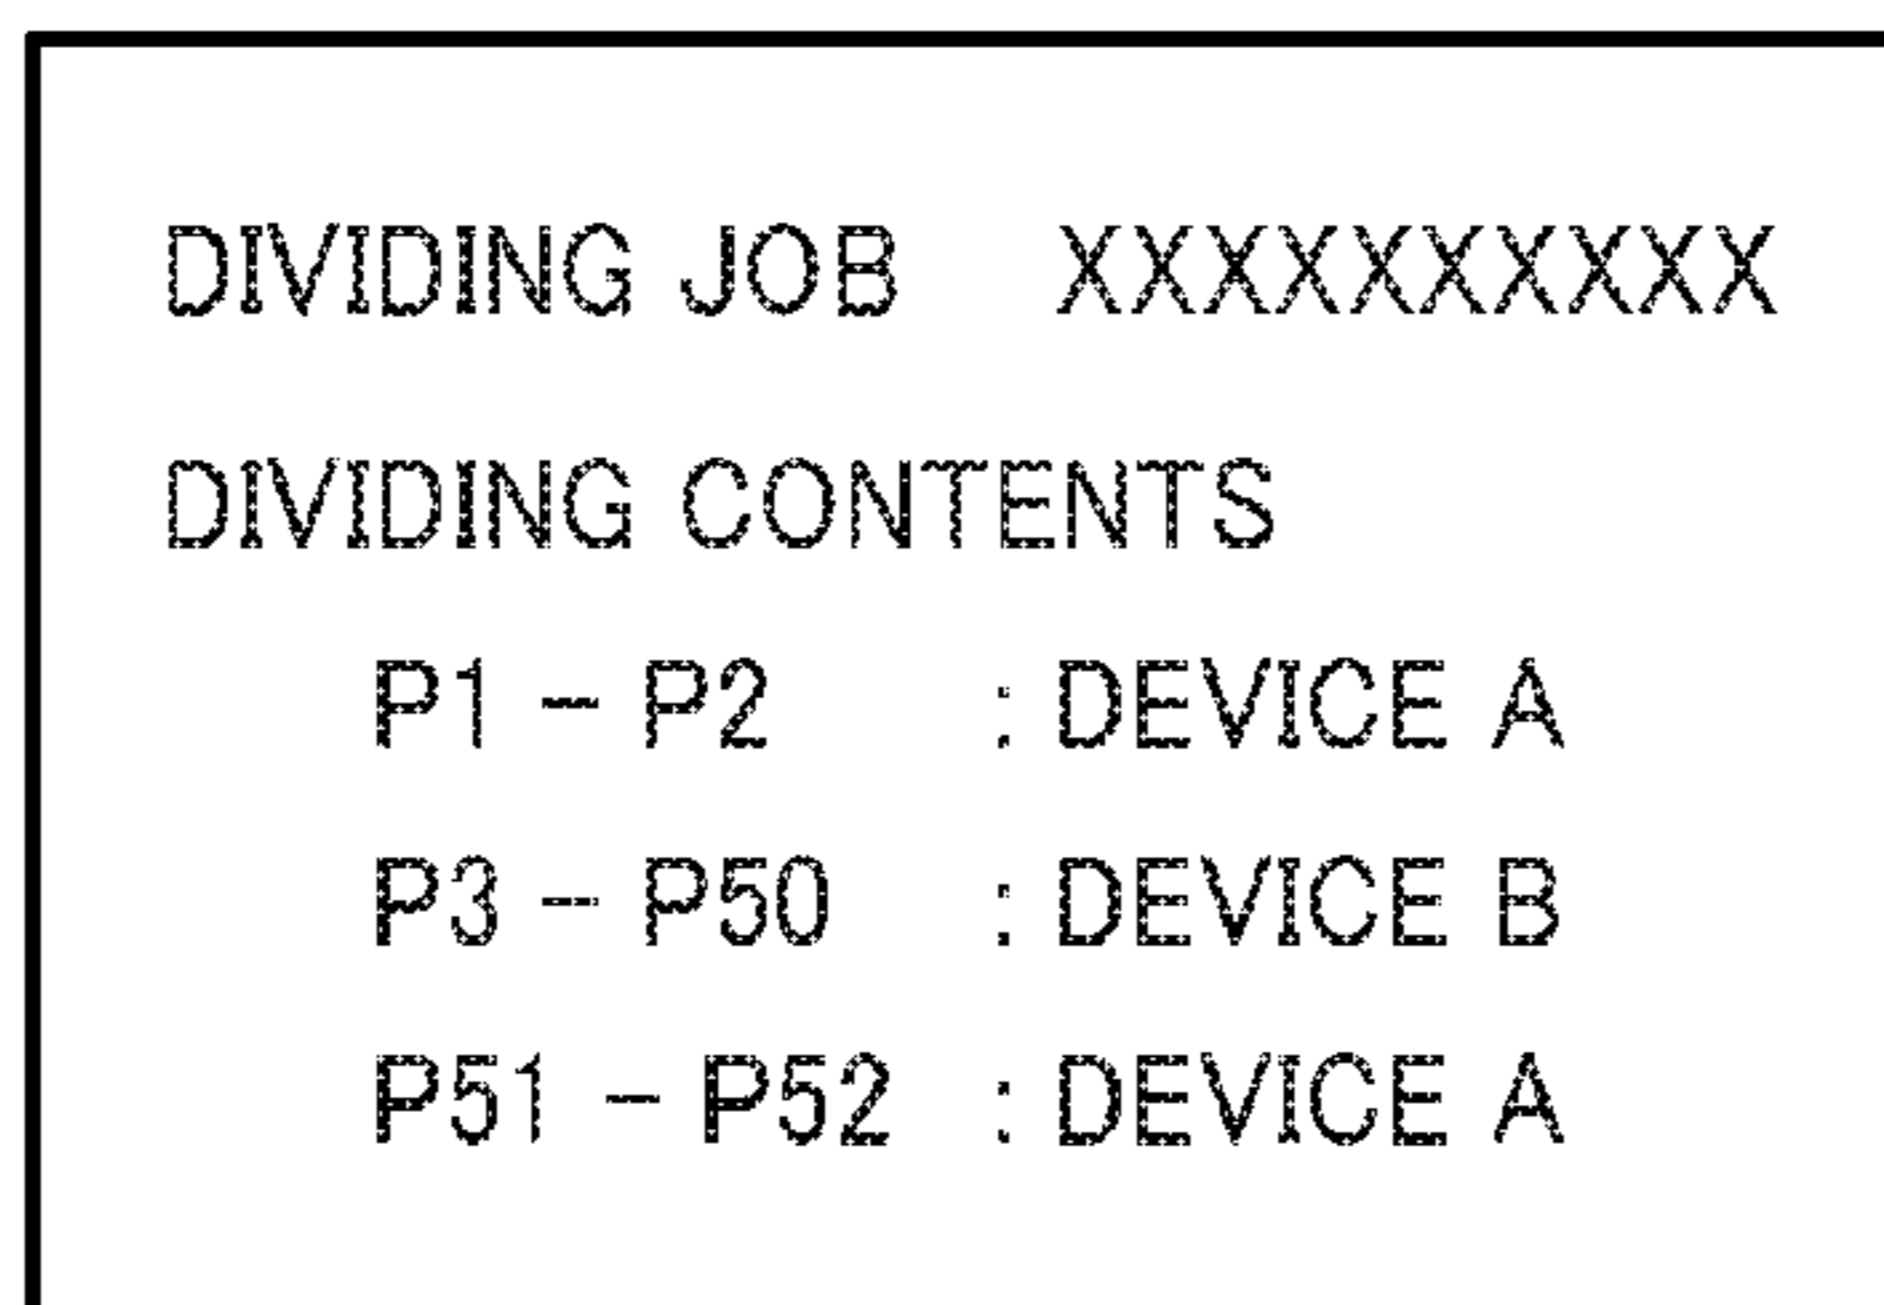 DIVIDING JOB XXXXXXXXXX
DIVIDING CONTENTS
P1 - P2 : DEVICE A
P3 - P50 : DEVICE B
P51 - P52 : DEVICE A